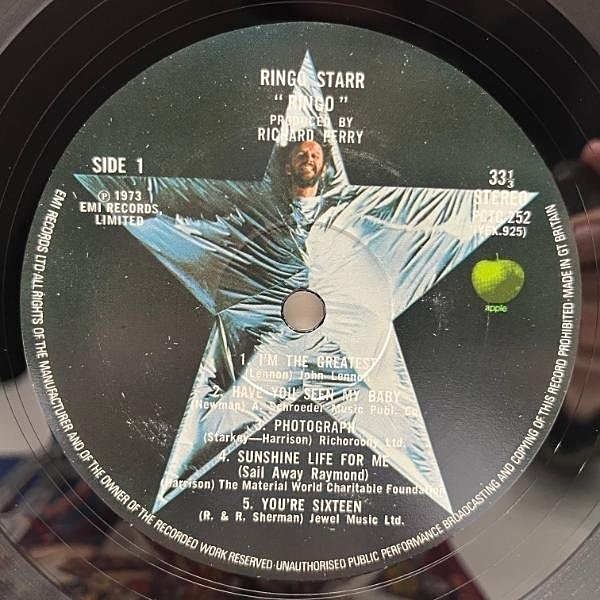 RINGO STARR
"RINGO"
PRODUCED BY
RICHARD PERRY
SIDE 1
℗ 1973
EMI RECORDS,
LIMITED
33⅓
STEREO
PCTC 252
(YEX.925)
apple
1. I'M THE GREATEST
(Lennon) John Lennon
2. HAVE YOU SEEN MY BABY
(Newman) A. Schroeder Music Publ. Co
3. PHOTOGRAPH
(Starkey—Harrison) Richoroony Ltd.
4. SUNSHINE LIFE FOR ME
(Sail Away Raymond)
(Harrison) The Material World Charitable Foundation
5. YOU'RE SIXTEEN
(R. & R. Sherman) Jewel Music Ltd.
EMI RECORDS LTD·ALL RIGHTS OF THE MANUFACTURER AND OF THE OWNER OF THE RECORDED WORK RESERVED·UNAUTHORISED PUBLIC PERFORMANCE BROADCASTING AND COPYING OF THIS RECORD PROHIBITED·MADE IN GT BRITAIN